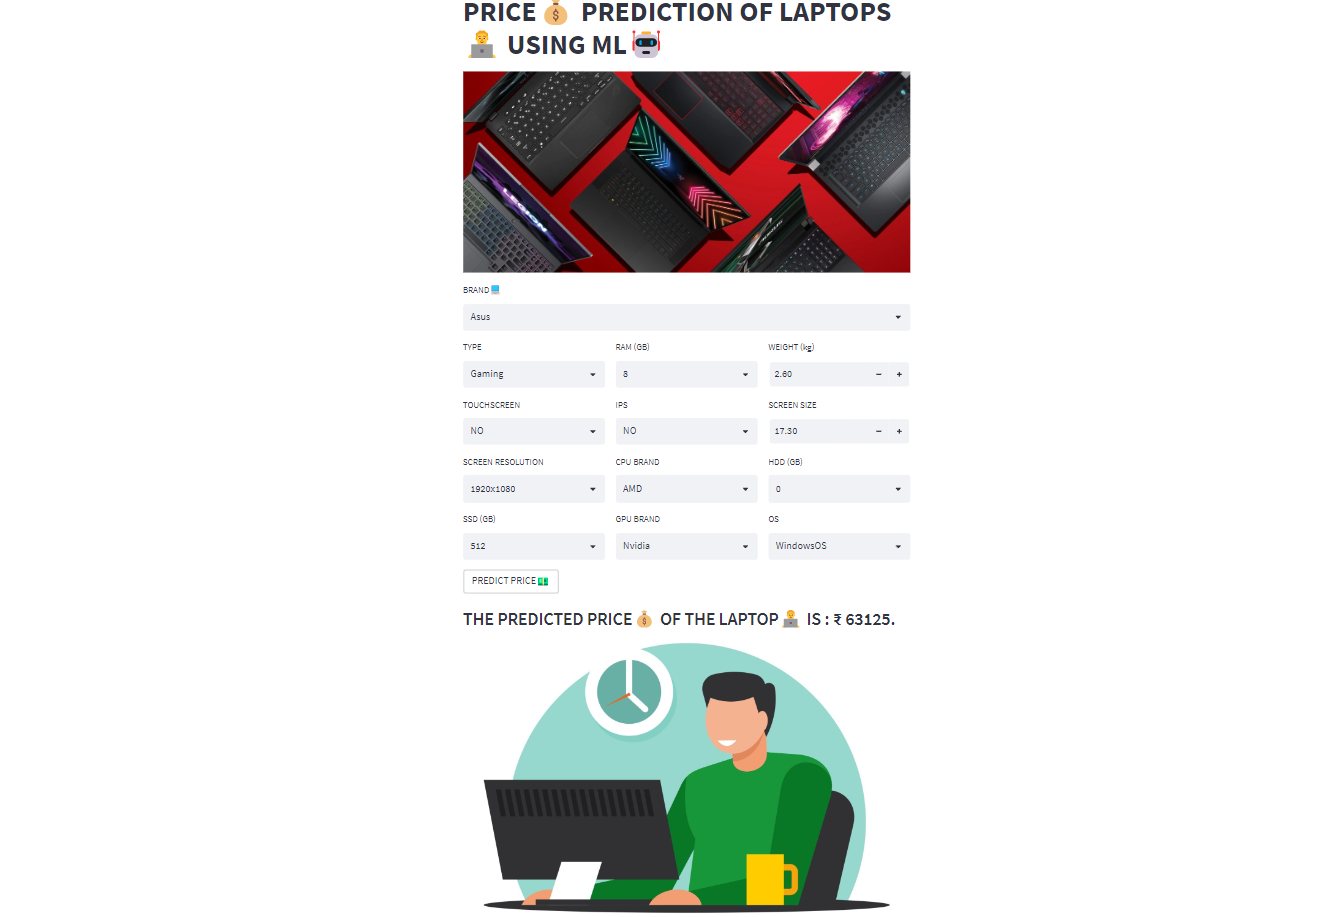 PRICE💰 PREDICTION OF LAPTOPS
🧑‍💻 USING ML🤖
LEGION
BRAND💻
Asus
TYPE
RAM (GB)
WEIGHT (kg)
Gaming
8
2.60
TOUCHSCREEN
IPS
SCREEN SIZE
NO
NO
17.30
SCREEN RESOLUTION
CPU BRAND
HDD (GB)
1920x1080
AMD
0
SSD (GB)
GPU BRAND
OS
512
Nvidia
WindowsOS
PREDICT PRICE💵
THE PREDICTED PRICE💰 OF THE LAPTOP🧑‍💻 IS : ₹ 63125.